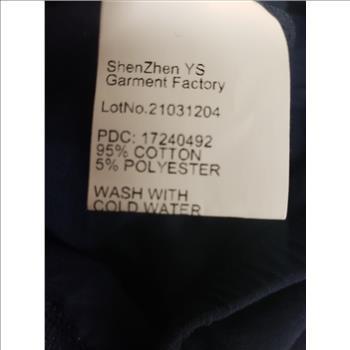 ShenZhen YS
Garment Factory
LotNo.21031204
PDC: 17240492
95% COTTON
5% POLYESTER
WASH WITH
COLD WATER